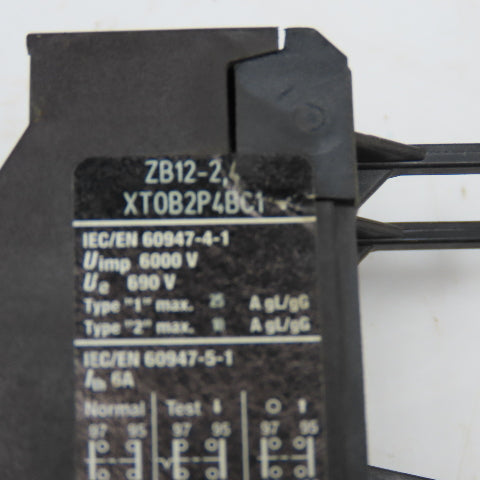 ZB12-2,4
XTOB2P4BC1
IEC/EN 60947-4-1
Uimp 6000 V
Ue 690 V
Type "1" max. 25 A gL/gG
Type "2" max. A gL/gG
IEC/EN 60947-5-1
Ith 6A
Normal Test
97 95 97 95 97 95